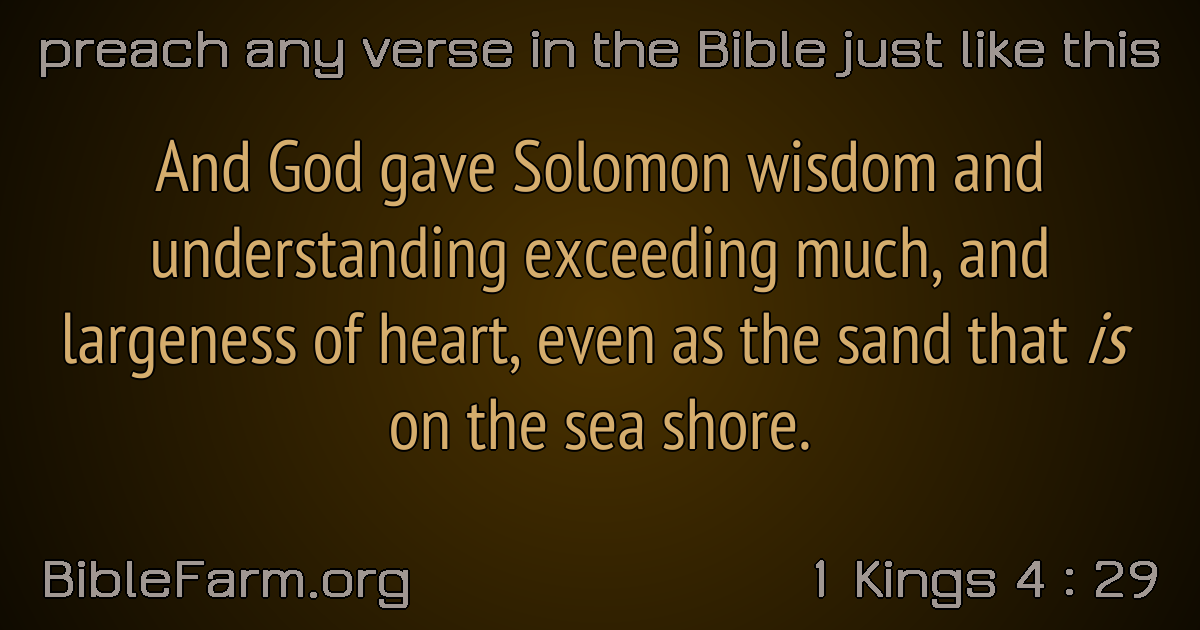 preach any verse in the Bible just like this
And God gave Solomon wisdom and
understanding exceeding much, and
largeness of heart, even as the sand that is
on the sea shore.
BibleFarm.org
1 Kings 4 : 29